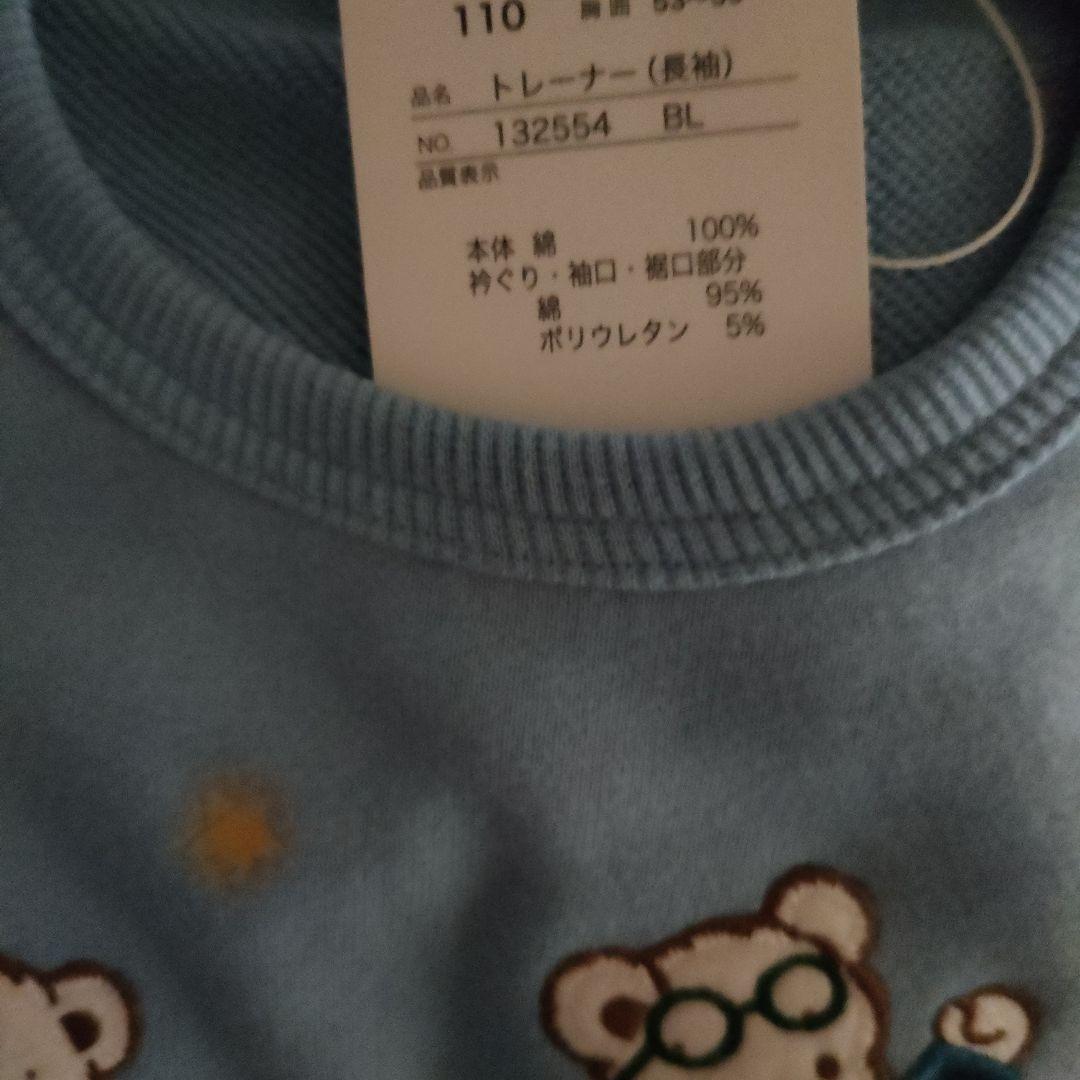 110 胸囲
品名 トレーナー(長袖)
NO. 132554 BL
品質表示
本体 綿 100%
衿ぐり・袖口・裾口部分
綿 95%
ポリウレタン 5%